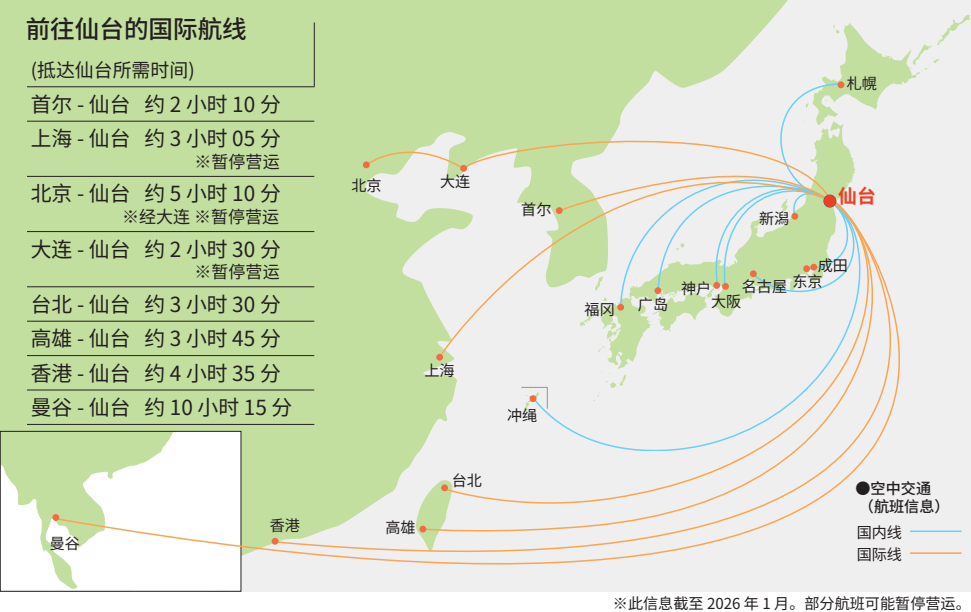 前往仙台的国际航线
(抵达仙台所需时间)
首尔 - 仙台 约 2 小时 10 分
上海 - 仙台 约 3 小时 05 分
※暂停营运
北京 - 仙台 约 5 小时 10 分
※经大连 ※暂停营运
大连 - 仙台 约 2 小时 30 分
※暂停营运
台北 - 仙台 约 3 小时 30 分
高雄 - 仙台 约 3 小时 45 分
香港 - 仙台 约 4 小时 35 分
曼谷 - 仙台 约 10 小时 15 分
札幌
北京
大连
仙台
首尔
新潟
成田
东京
名古屋
神户
大阪
广岛
福冈
上海
冲绳
台北
高雄
香港
曼谷
●空中交通
（航班信息）
国内线
国际线
※此信息截至 2026 年 1 月。部分航班可能暂停营运。